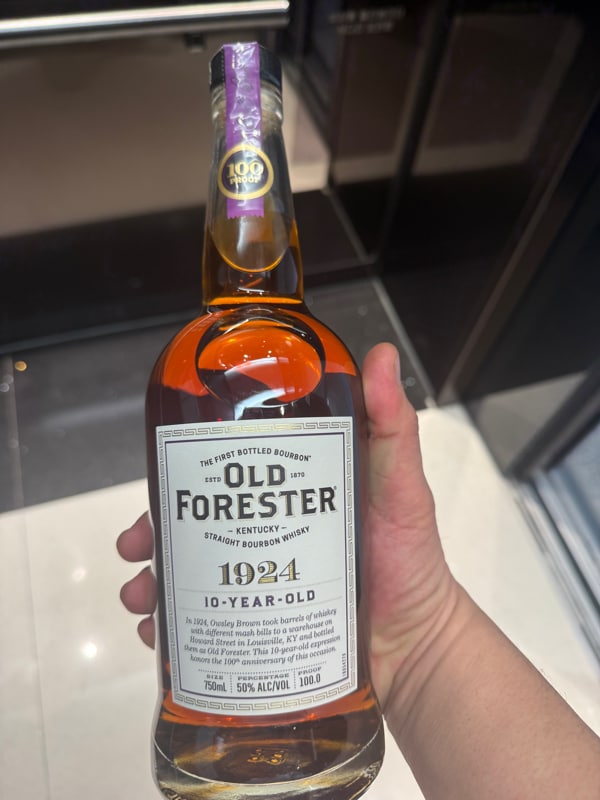 100
PROOF
THE FIRST BOTTLED BOURBON™
ESTD 1870
OLD
FORESTER®
– KENTUCKY –
STRAIGHT BOURBON WHISKY
1924
10-YEAR-OLD
In 1924, Owsley Brown took barrels of whiskey
with different mash bills to a warehouse on
Howard Street in Louisville, KY and bottled
them as Old Forester. This 10-year-old expression
honors the 100th anniversary of this occasion.
SIZE PERCENTAGE PROOF
750mL 50% ALC/VOL 100.0